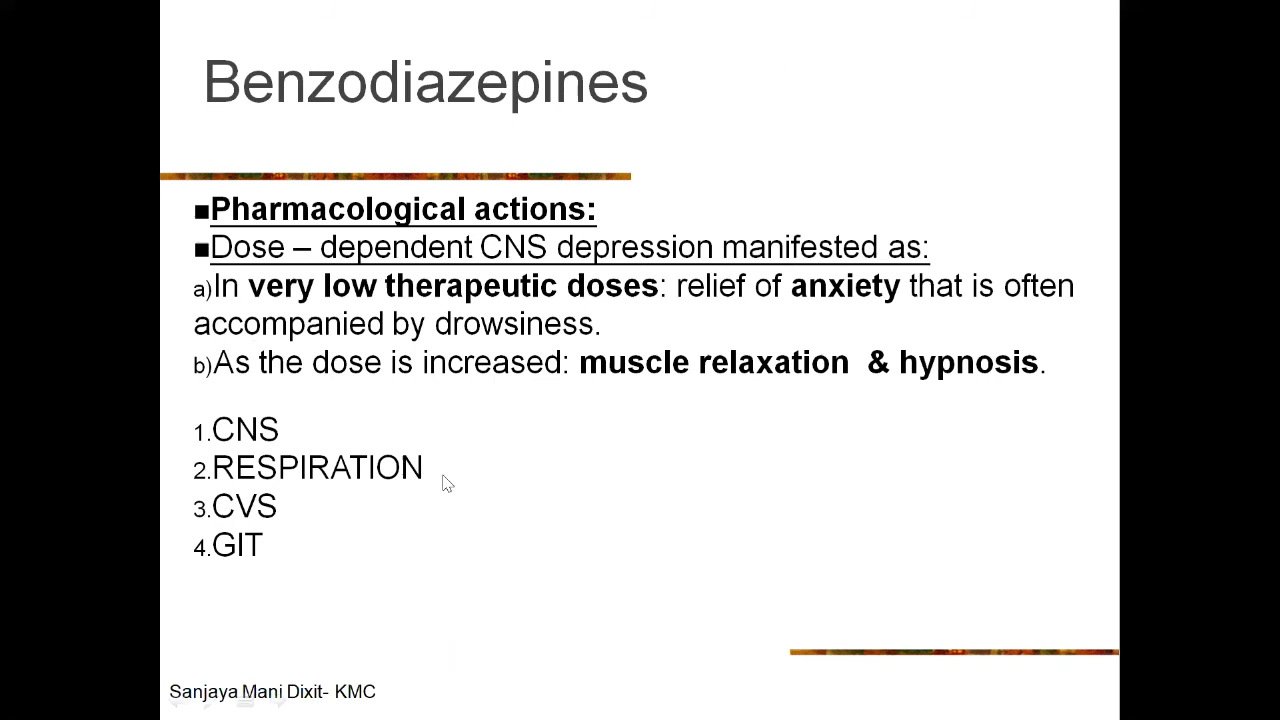 Benzodiazepines
■Pharmacological actions:
■Dose – dependent CNS depression manifested as:
a)In very low therapeutic doses: relief of anxiety that is often
accompanied by drowsiness.
b)As the dose is increased: muscle relaxation  & hypnosis.
1.CNS
2.RESPIRATION
3.CVS
4.GIT
Sanjaya Mani Dixit- KMC